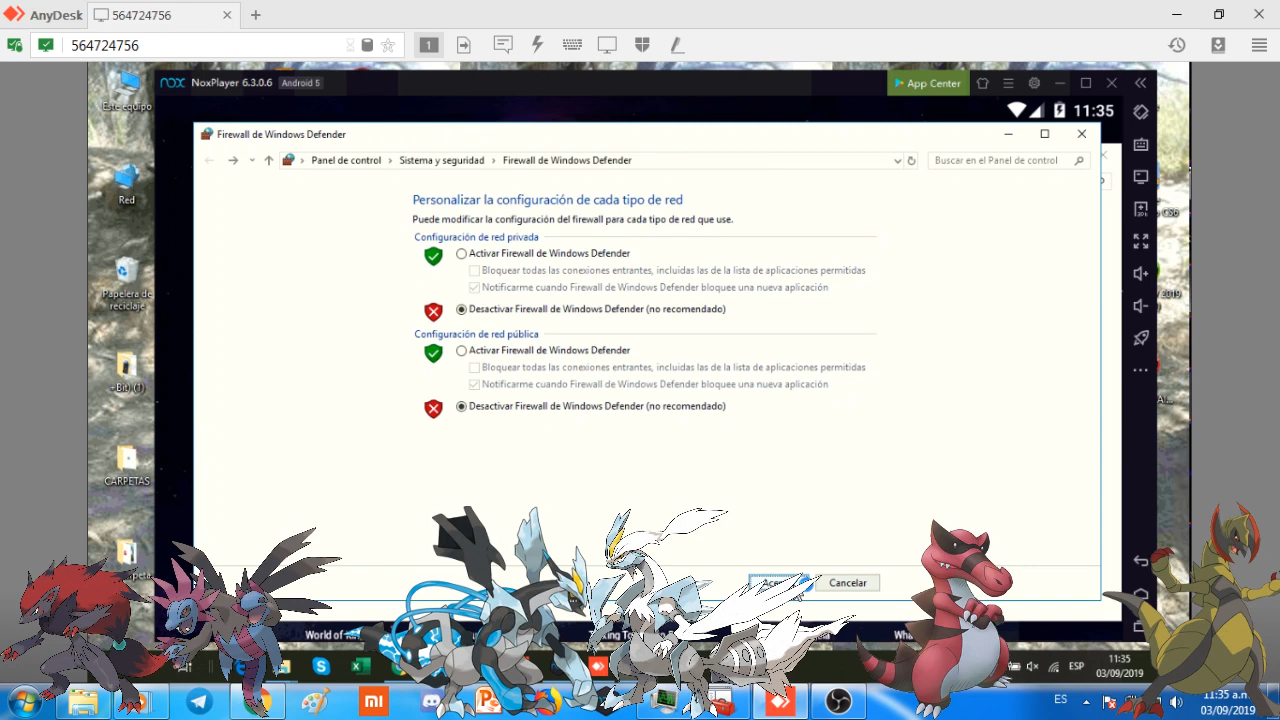 AnyDesk
564724756
564724756
1
Este equipo
nox NoxPlayer 6.3.0.6 Android 5
App Center
11:35
Firewall de Windows Defender
Panel de control › Sistema y seguridad › Firewall de Windows Defender
Buscar en el Panel de control
Red
Personalizar la configuración de cada tipo de red
Puede modificar la configuración del firewall para cada tipo de red que use.
Configuración de red privada
Activar Firewall de Windows Defender
Bloquear todas las conexiones entrantes, incluidas las de la lista de aplicaciones permitidas
Notificarme cuando Firewall de Windows Defender bloquee una nueva aplicación
Desactivar Firewall de Windows Defender (no recomendado)
Papelera de
reciclaje
2019
Configuración de red pública
Activar Firewall de Windows Defender
Bloquear todas las conexiones entrantes, incluidas las de la lista de aplicaciones permitidas
Notificarme cuando Firewall de Windows Defender bloquee una nueva aplicación
Desactivar Firewall de Windows Defender (no recomendado)
+Bit) (1)
CARPETAS
Cancelar
World of
ESP
11:35
03/09/2019
ES
11:35 a.m.
03/09/2019